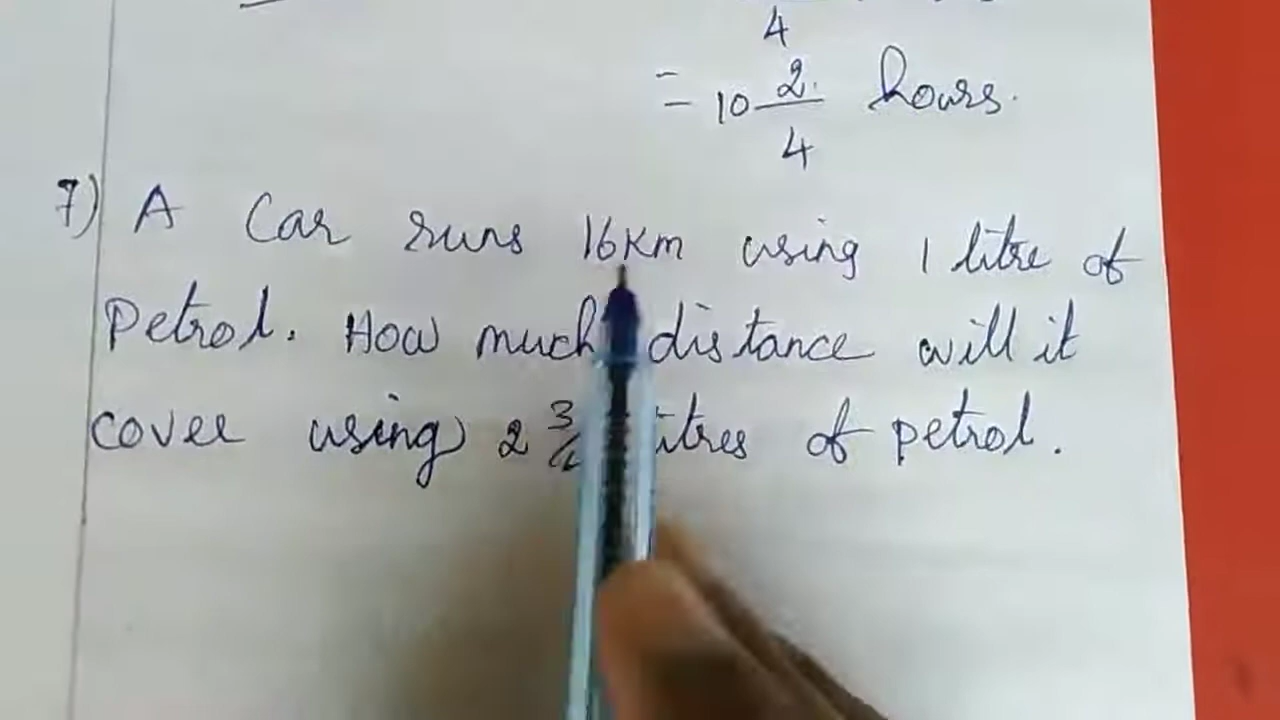 4
= 10 2/4 hours.
7) A Car runs 16km using 1 litre of
Petrol. How much distance will it
cover using 2 3/ litres of petrol.